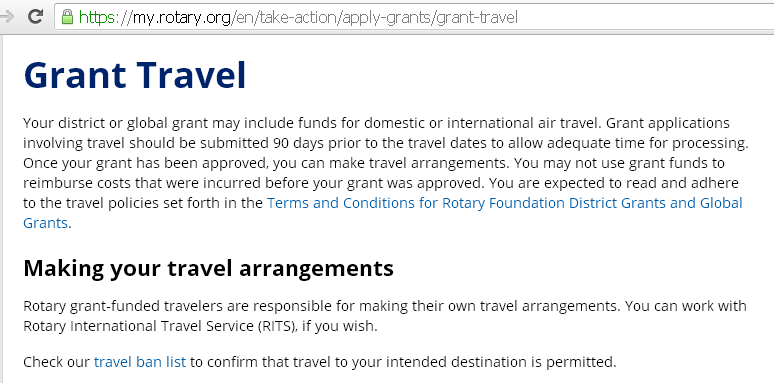 https://my.rotary.org/en/take-action/apply-grants/grant-travel
Grant Travel
Your district or global grant may include funds for domestic or international air travel. Grant applications
involving travel should be submitted 90 days prior to the travel dates to allow adequate time for processing.
Once your grant has been approved, you can make travel arrangements. You may not use grant funds to
reimburse costs that were incurred before your grant was approved. You are expected to read and adhere
to the travel policies set forth in the Terms and Conditions for Rotary Foundation District Grants and Global
Grants.
Making your travel arrangements
Rotary grant-funded travelers are responsible for making their own travel arrangements. You can work with
Rotary International Travel Service (RITS), if you wish.
Check our travel ban list to confirm that travel to your intended destination is permitted.